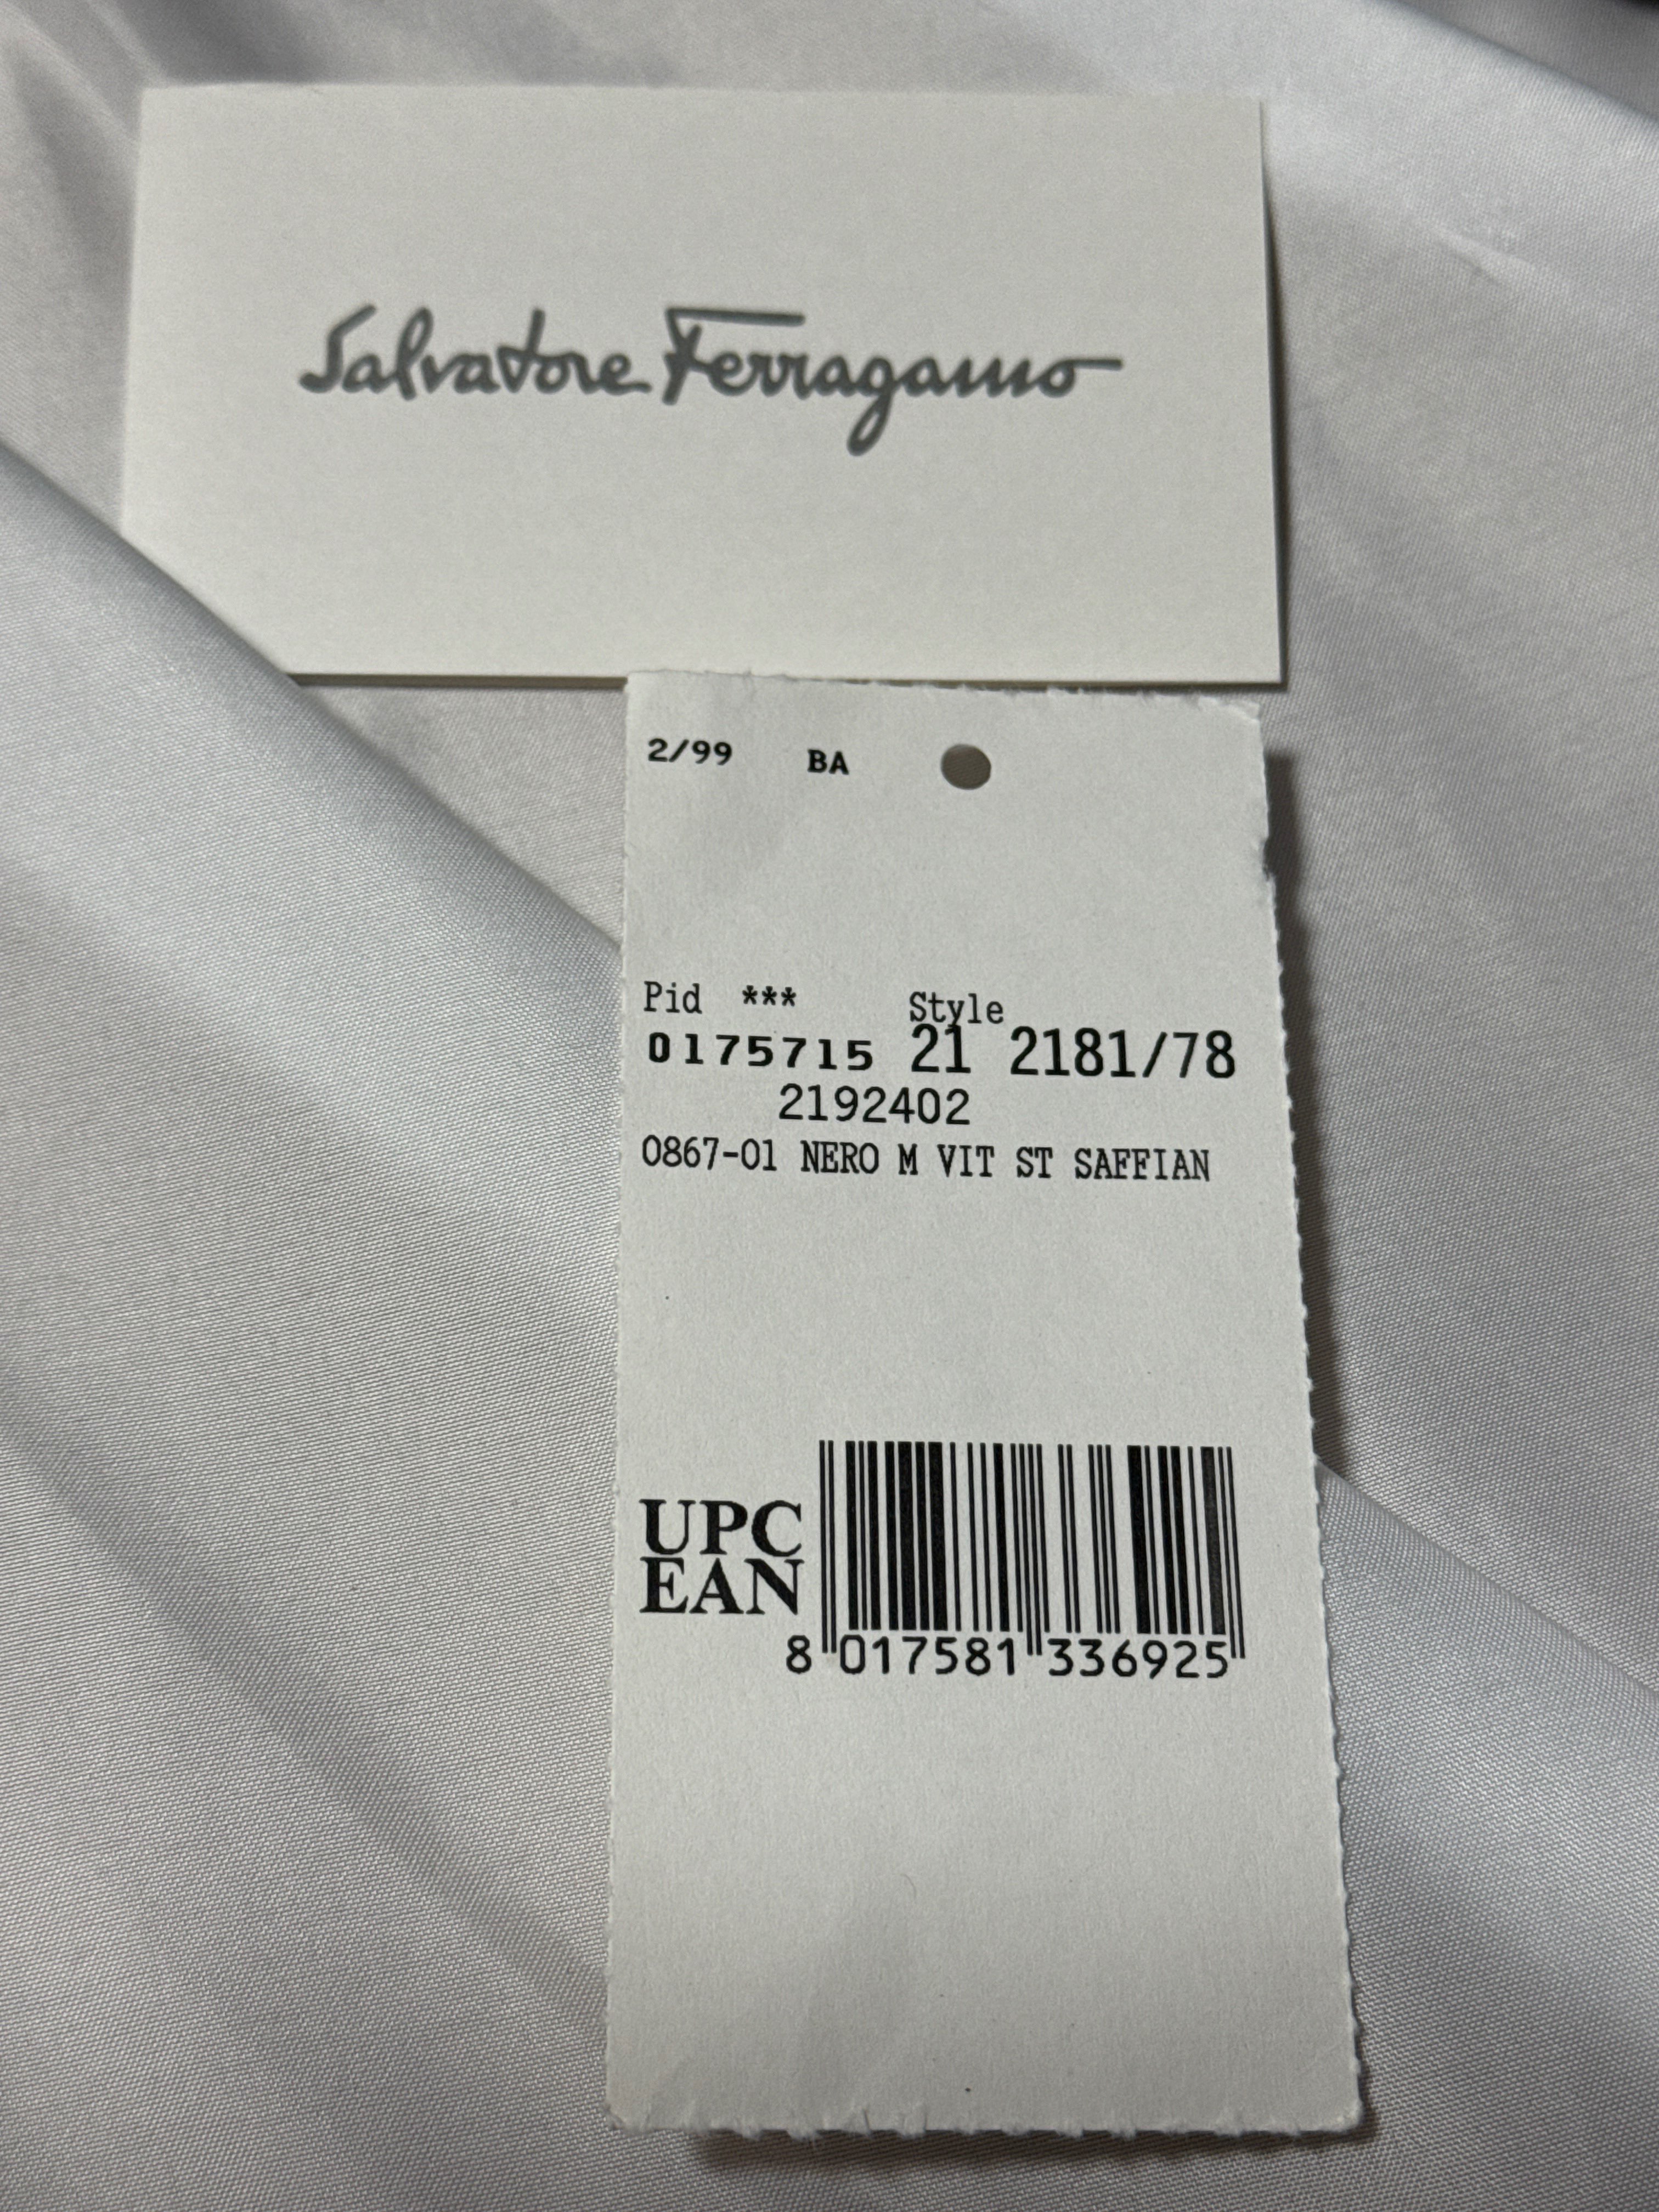 Salvatore Ferragamo
2/99 BA
Pid *** Style
0175715 21 2181/78
2192402
0867-01 NERO M VIT ST SAFFIAN
UPC
EAN
8 017581 336925